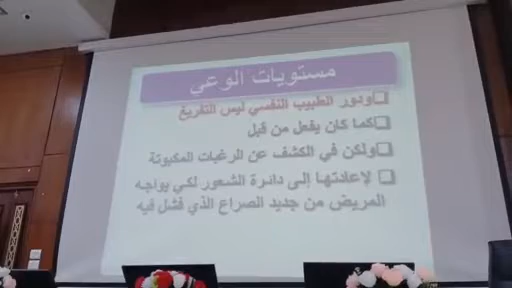 مستويات الوعي
❑ودور الطبيب النفسي ليس التفريغ
❑كما كان يفعل من قبل
❑ولكن في الكشف عن الرغبات المكبوتة
❑ لإعادتها إلى دائرة الشعور لكي يواجه
المريض من جديد الصراع الذي فشل فيه